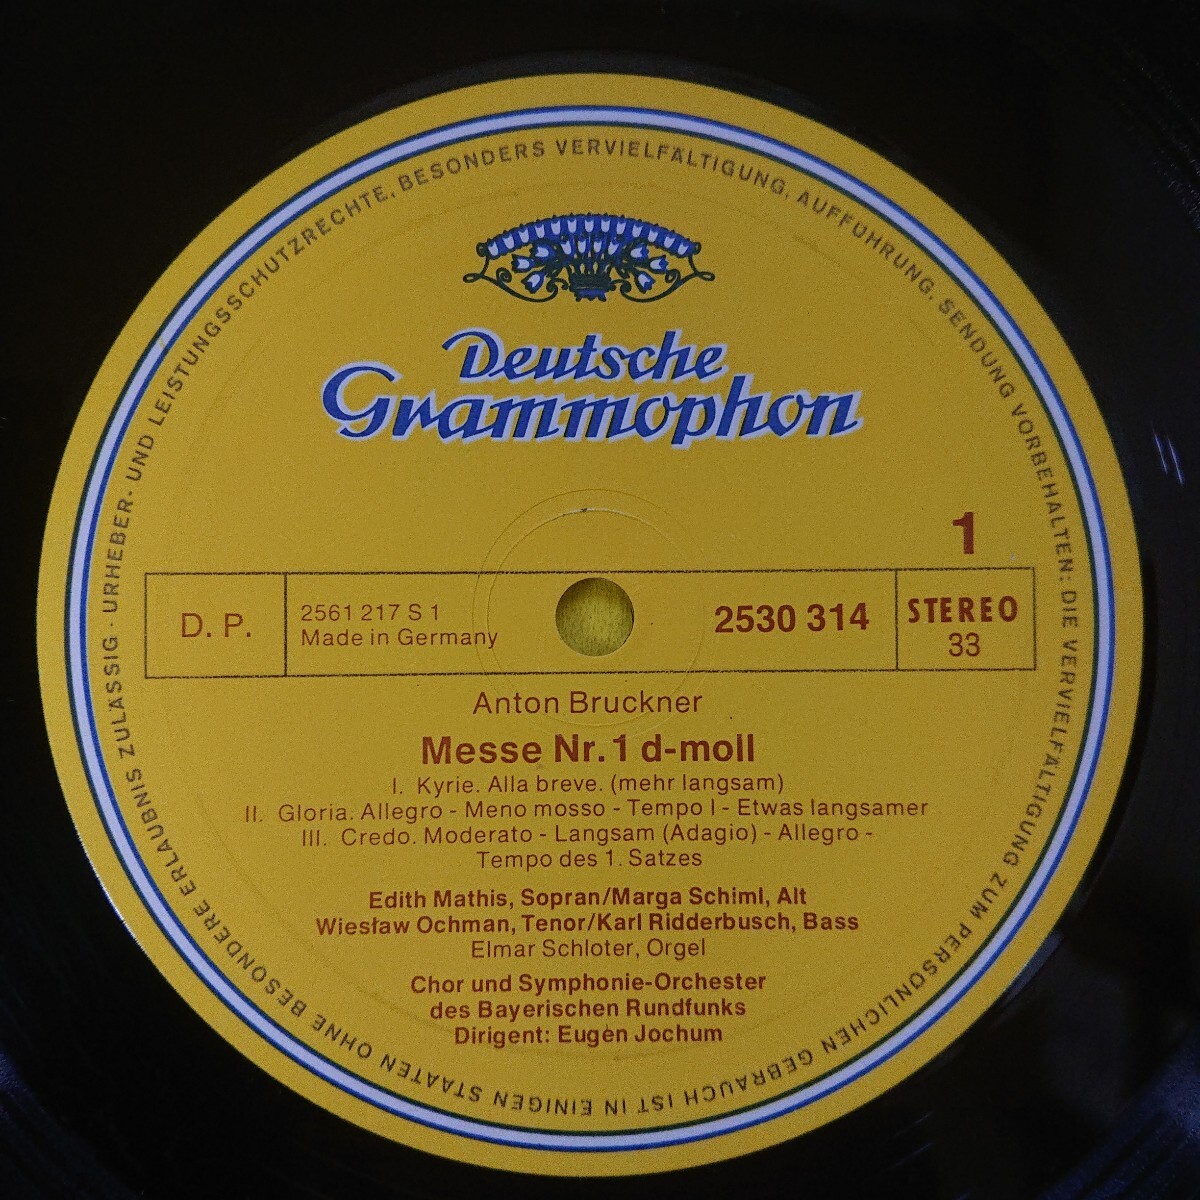 URHEBER- UND LEISTUNGSSCHUTZRECHTE, BESONDERS VERVIELFÄLTIGUNG, AUFFÜHRUNG, SENDUNG VORBEHALTEN; DIE VERVIELFÄLTIGUNG ZUM PERSÖNLICHEN GEBRAUCH IST IN EINIGEN STAATEN OHNE BESONDERE ERLAUBNIS ZULÄSSIG ·
Deutsche
Grammophon
1
D. P.
2561 217 S 1
Made in Germany
2530 314
STEREO
33
Anton Bruckner
Messe Nr. 1 d-moll
I. Kyrie. Alla breve. (mehr langsam)
II. Gloria. Allegro - Meno mosso - Tempo I - Etwas langsamer
III. Credo. Moderato - Langsam (Adagio) - Allegro -
Tempo des 1. Satzes
Edith Mathis, Sopran/Marga Schiml, Alt
Wiesław Ochman, Tenor/Karl Ridderbusch, Bass
Elmar Schloter, Orgel
Chor und Symphonie-Orchester
des Bayerischen Rundfunks
Dirigent: Eugen Jochum